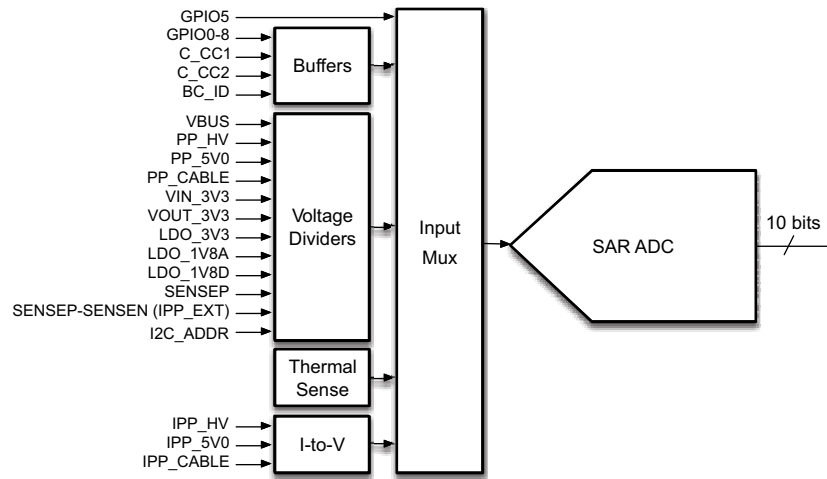 GPIO5
GPIO0-8
C_CC1
C_CC2
BC_ID
Buffers
VBUS
PP_HV
PP_5V0
PP_CABLE
VIN_3V3
VOUT_3V3
LDO_3V3
LDO_1V8A
LDO_1V8D
SENSEP
SENSEP-SENSEN (IPP_EXT)
I2C_ADDR
Voltage
Dividers
Thermal
Sense
IPP_HV
IPP_5V0
IPP_CABLE
I-to-V
Input
Mux
SAR ADC
10 bits